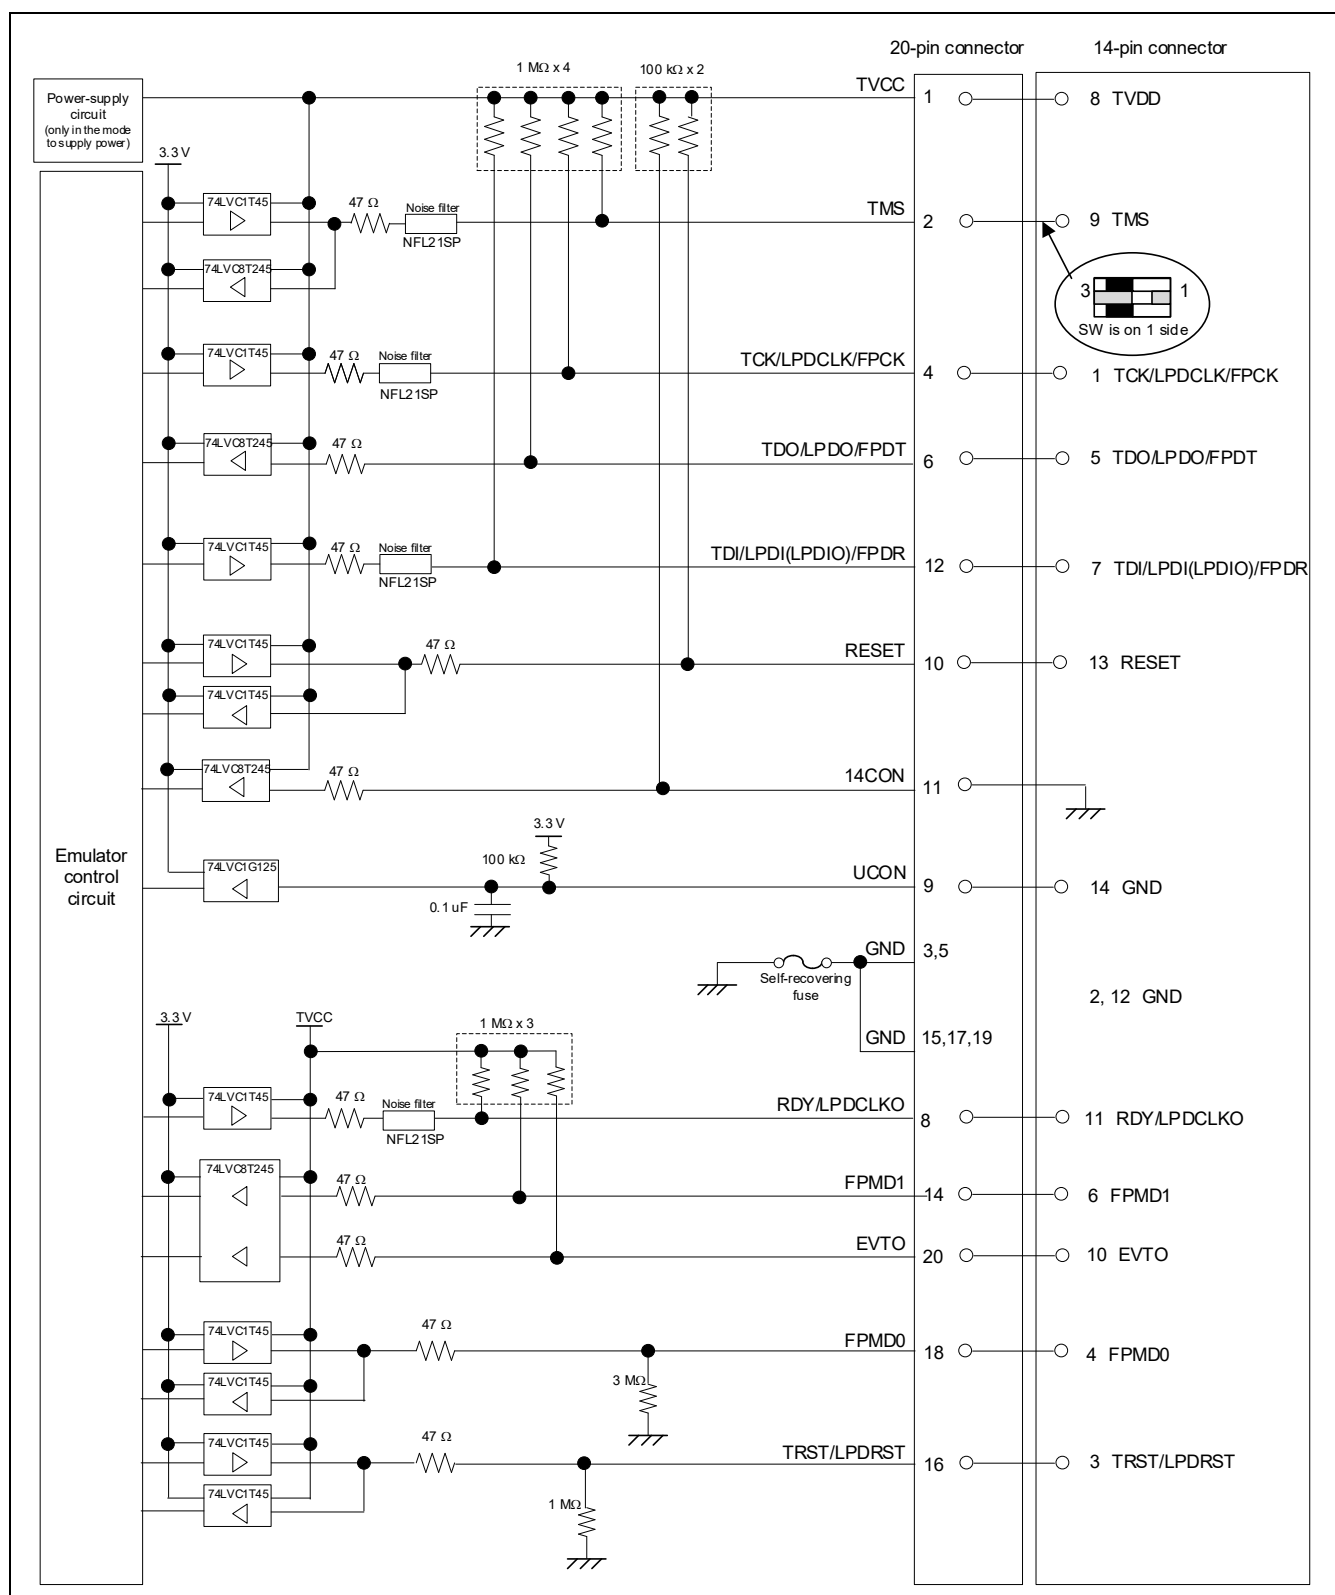 20-pin connector
14-pin connector
1 MΩ x 4
100 kΩ x 2
TVCC
1
8 TVDD
Power-supply
circuit
(only in the mode
to supply power)
3.3 V
74LVC1T45
47 Ω
Noise filter
NFL21SP
TMS
2
9 TMS
74LVC8T245
3
1
SW is on 1 side
74LVC1T45
47 Ω
Noise filter
NFL21SP
TCK/LPDCLK/FPCK
4
1 TCK/LPDCLK/FPCK
74LVC8T245
47 Ω
TDO/LPDO/FPDT
6
5 TDO/LPDO/FPDT
74LVC1T45
47 Ω
Noise filter
NFL21SP
TDI/LPDI(LPDIO)/FPDR
12
7 TDI/LPDI(LPDIO)/FPDR
74LVC1T45
47 Ω
RESET
10
13 RESET
74LVC1T45
74LVC8T245
47 Ω
14CON
11
Emulator
control
circuit
74LVC1G125
3.3 V
100 kΩ
0.1 uF
UCON
9
14 GND
GND
3,5
Self-recovering
fuse
2, 12 GND
GND
15,17,19
3.3 V
TVCC
1 MΩ x 3
74LVC1T45
47 Ω
Noise filter
NFL21SP
RDY/LPDCLKO
8
11 RDY/LPDCLKO
74LVC8T245
47 Ω
FPMD1
14
6 FPMD1
47 Ω
EVTO
20
10 EVTO
74LVC1T45
47 Ω
FPMD0
18
4 FPMD0
74LVC1T45
3 MΩ
74LVC1T45
47 Ω
TRST/LPDRST
16
3 TRST/LPDRST
74LVC1T45
1 MΩ